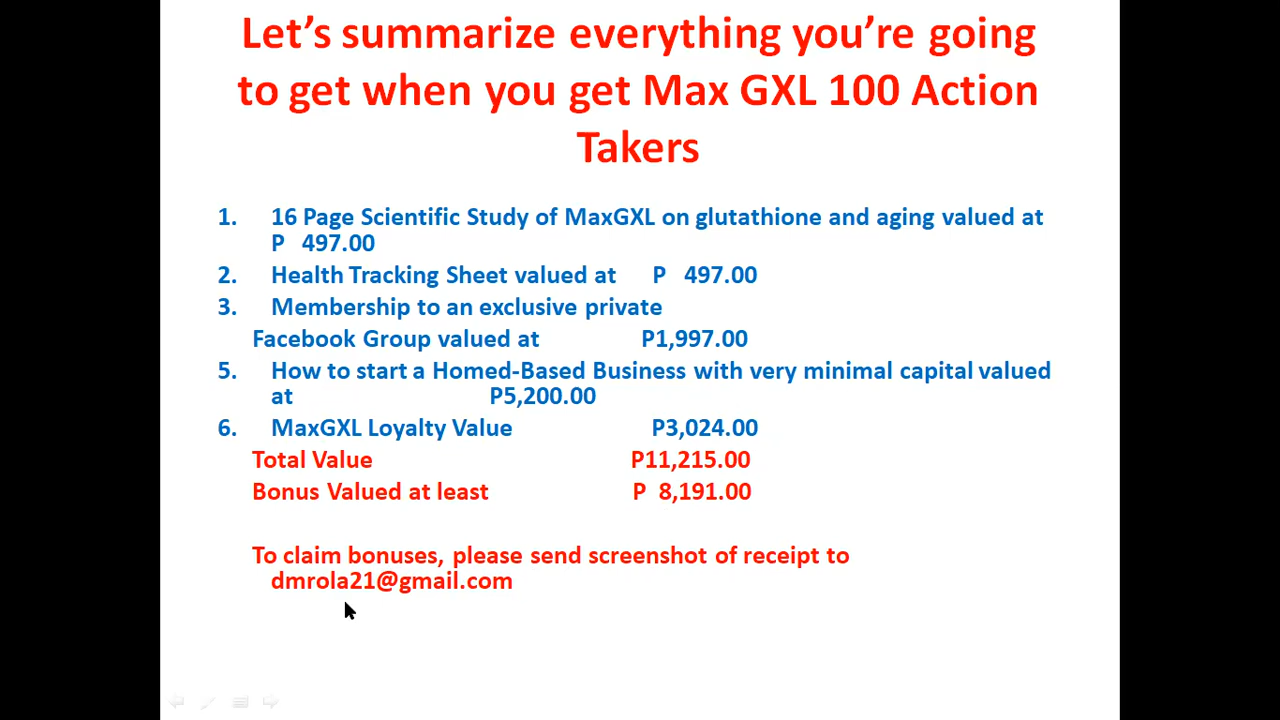 Let's summarize everything you're going
to get when you get Max GXL 100 Action
Takers
1. 16 Page Scientific Study of MaxGXL on glutathione and aging valued at
P 497.00
2. Health Tracking Sheet valued at P 497.00
3. Membership to an exclusive private
Facebook Group valued at P1,997.00
5. How to start a Homed-Based Business with very minimal capital valued
at P5,200.00
6. MaxGXL Loyalty Value P3,024.00
Total Value P11,215.00
Bonus Valued at least P 8,191.00
To claim bonuses, please send screenshot of receipt to
dmrola21@gmail.com